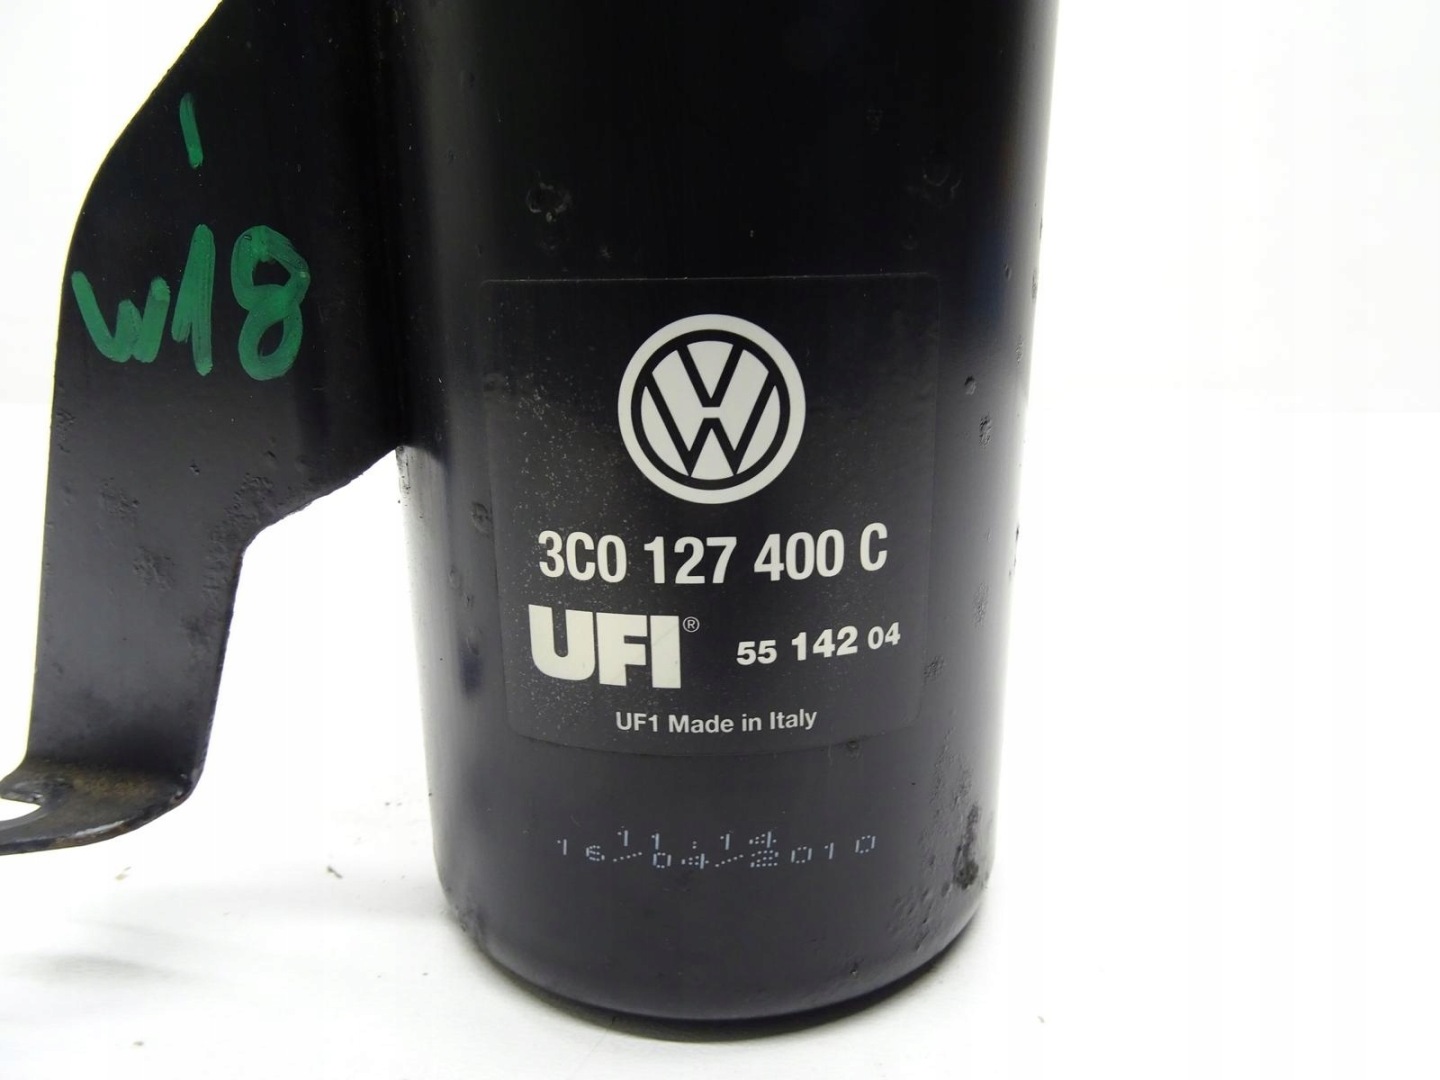 W18
3C0 127 400 C
UFI® 55 142 04
UF1 Made in Italy
11:14
16/04/2010